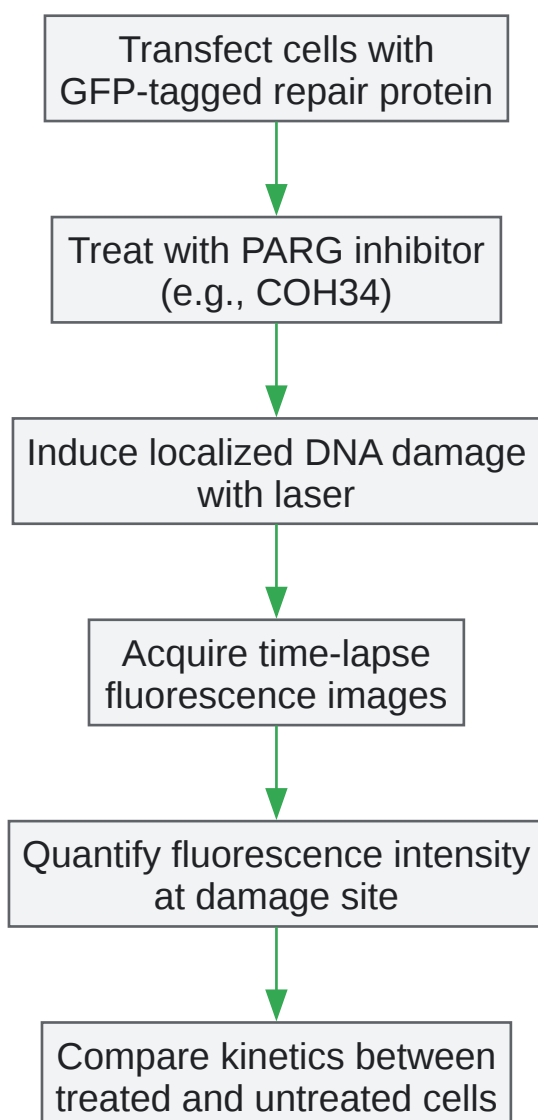 Transfect cells with
GFP-tagged repair protein
Treat with PARG inhibitor
(e.g., COH34)
Induce localized DNA damage
with laser
Acquire time-lapse
fluorescence images
Quantify fluorescence intensity
at damage site
Compare kinetics between
treated and untreated cells